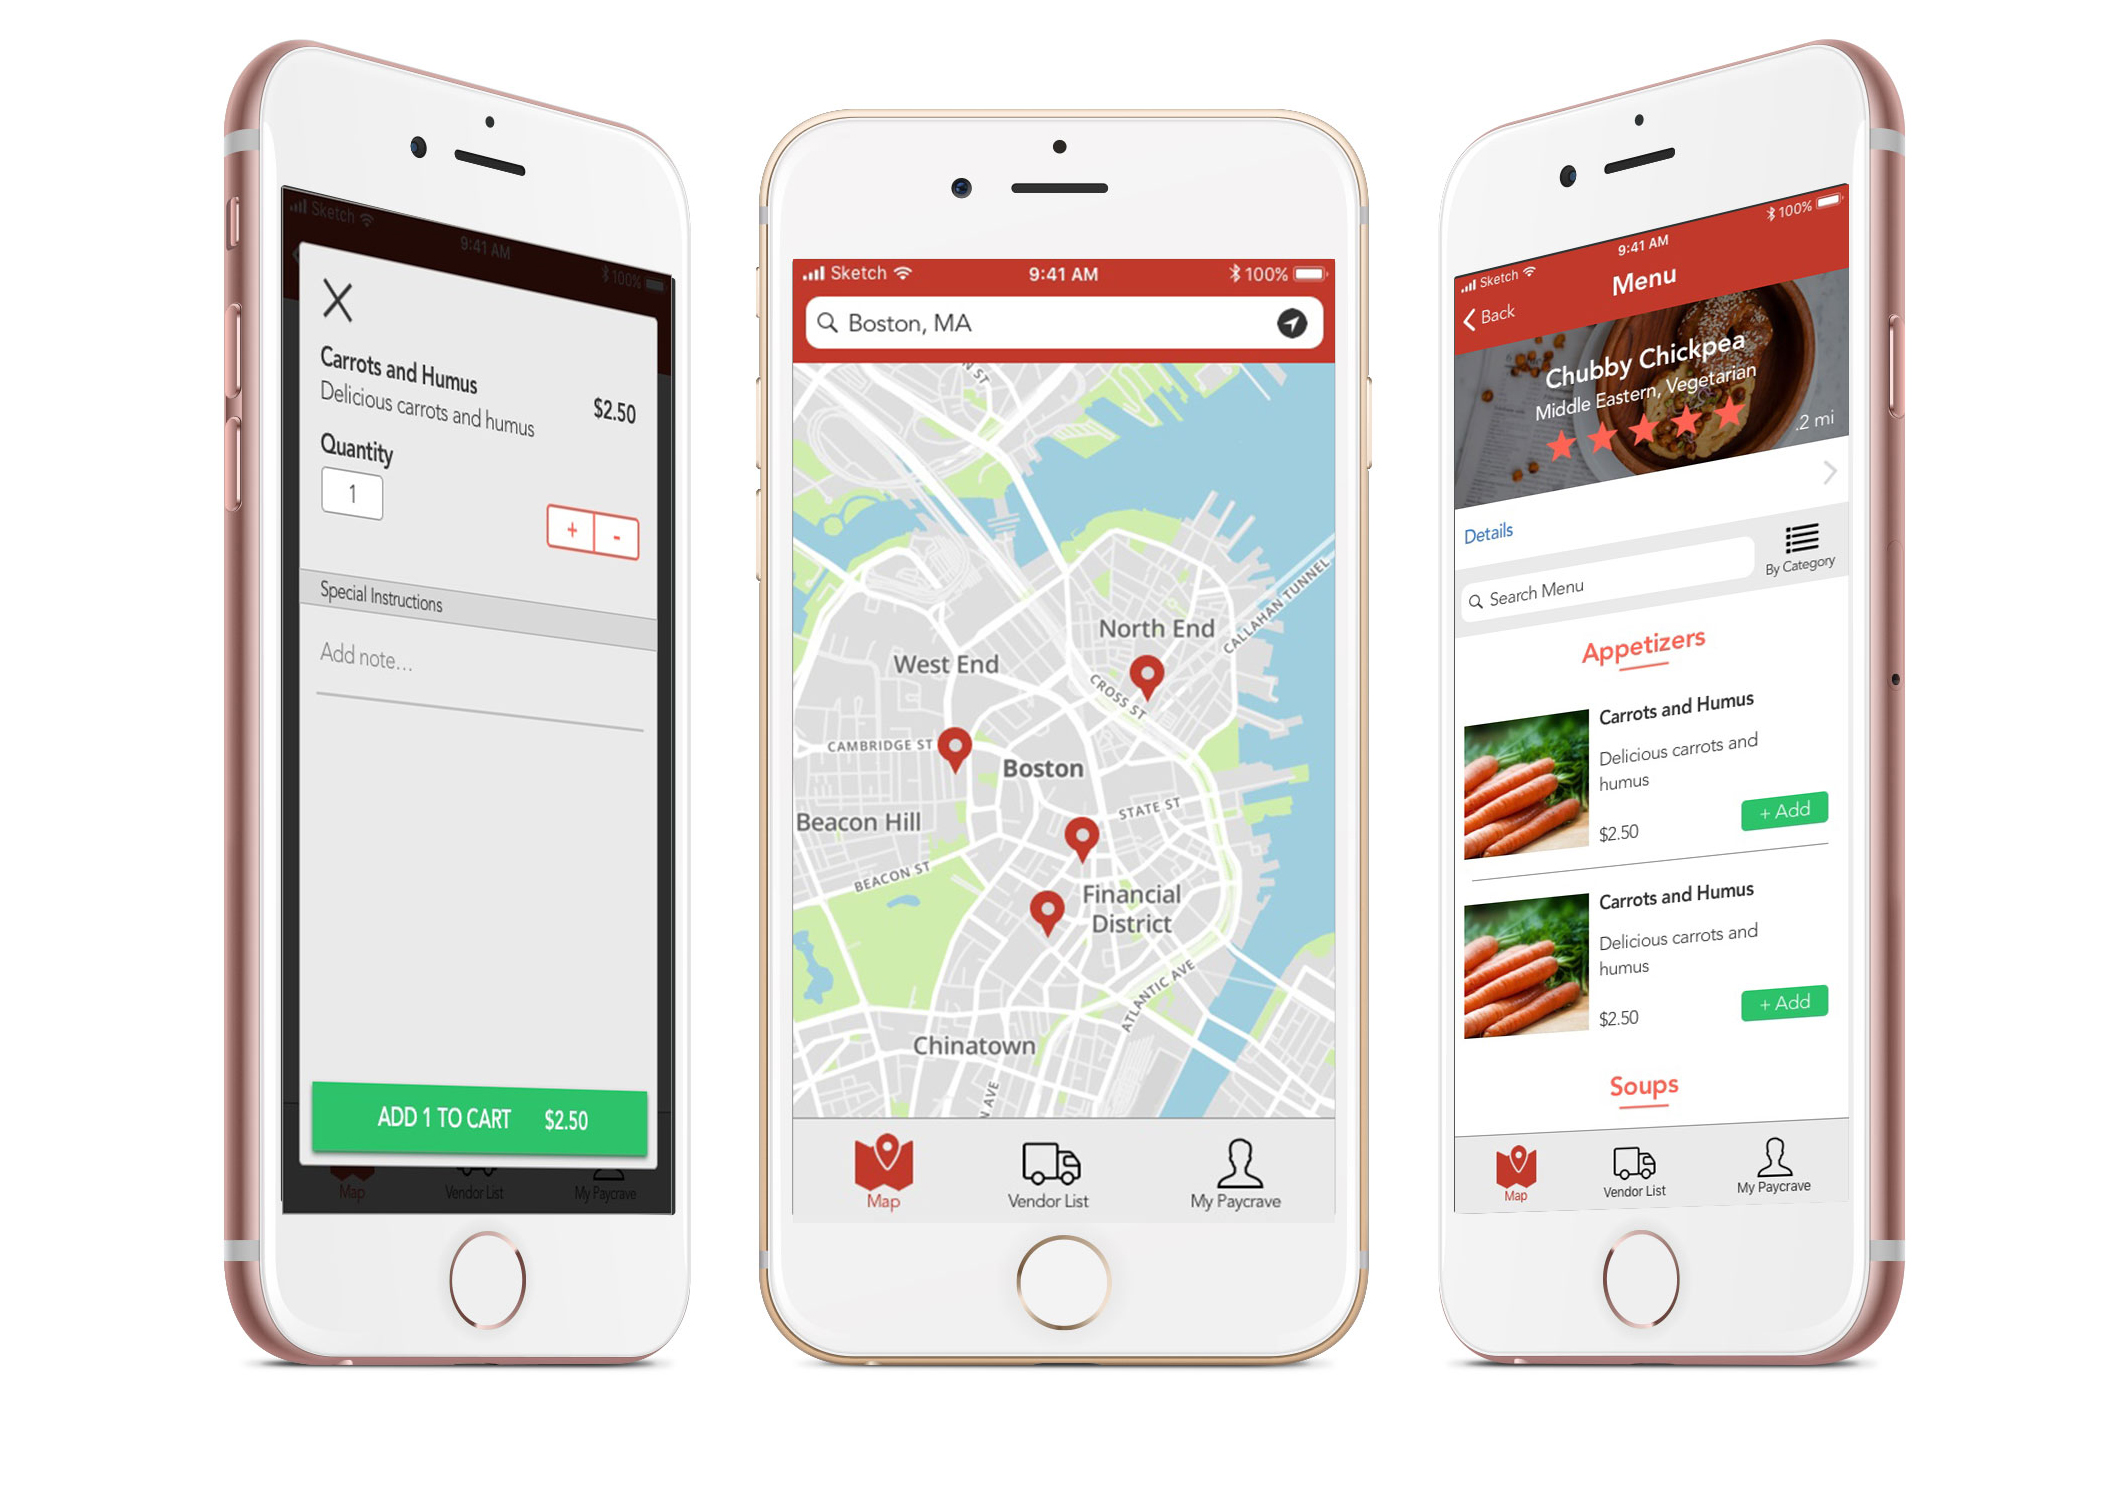 Sketch
9:41 AM
100%
X
Carrots and Humus
Delicious carrots and humus
$2.50
Quantity
1
+ -
Special Instructions
Add note...
ADD 1 TO CART $2.50
Map
Vendor List
My Paycrave
Sketch
9:41 AM
100%
Boston, MA
N ST
North End
CALLAHAN TUNNEL
West End
CROSS ST
CAMBRIDGE ST
Boston
STATE ST
Beacon Hill
BEACON ST
Financial
District
ATLANTIC AVE
Chinatown
N AVE
Map
Vendor List
My Paycrave
Sketch
9:41 AM
100%
Back
Menu
Chubby Chickpea
Middle Eastern, Vegetarian
.2 mi
Details
Search Menu
By Category
Appetizers
Carrots and Humus
Delicious carrots and
humus
$2.50
+ Add
Carrots and Humus
Delicious carrots and
humus
$2.50
+ Add
Soups
Map
Vendor List
My Paycrave